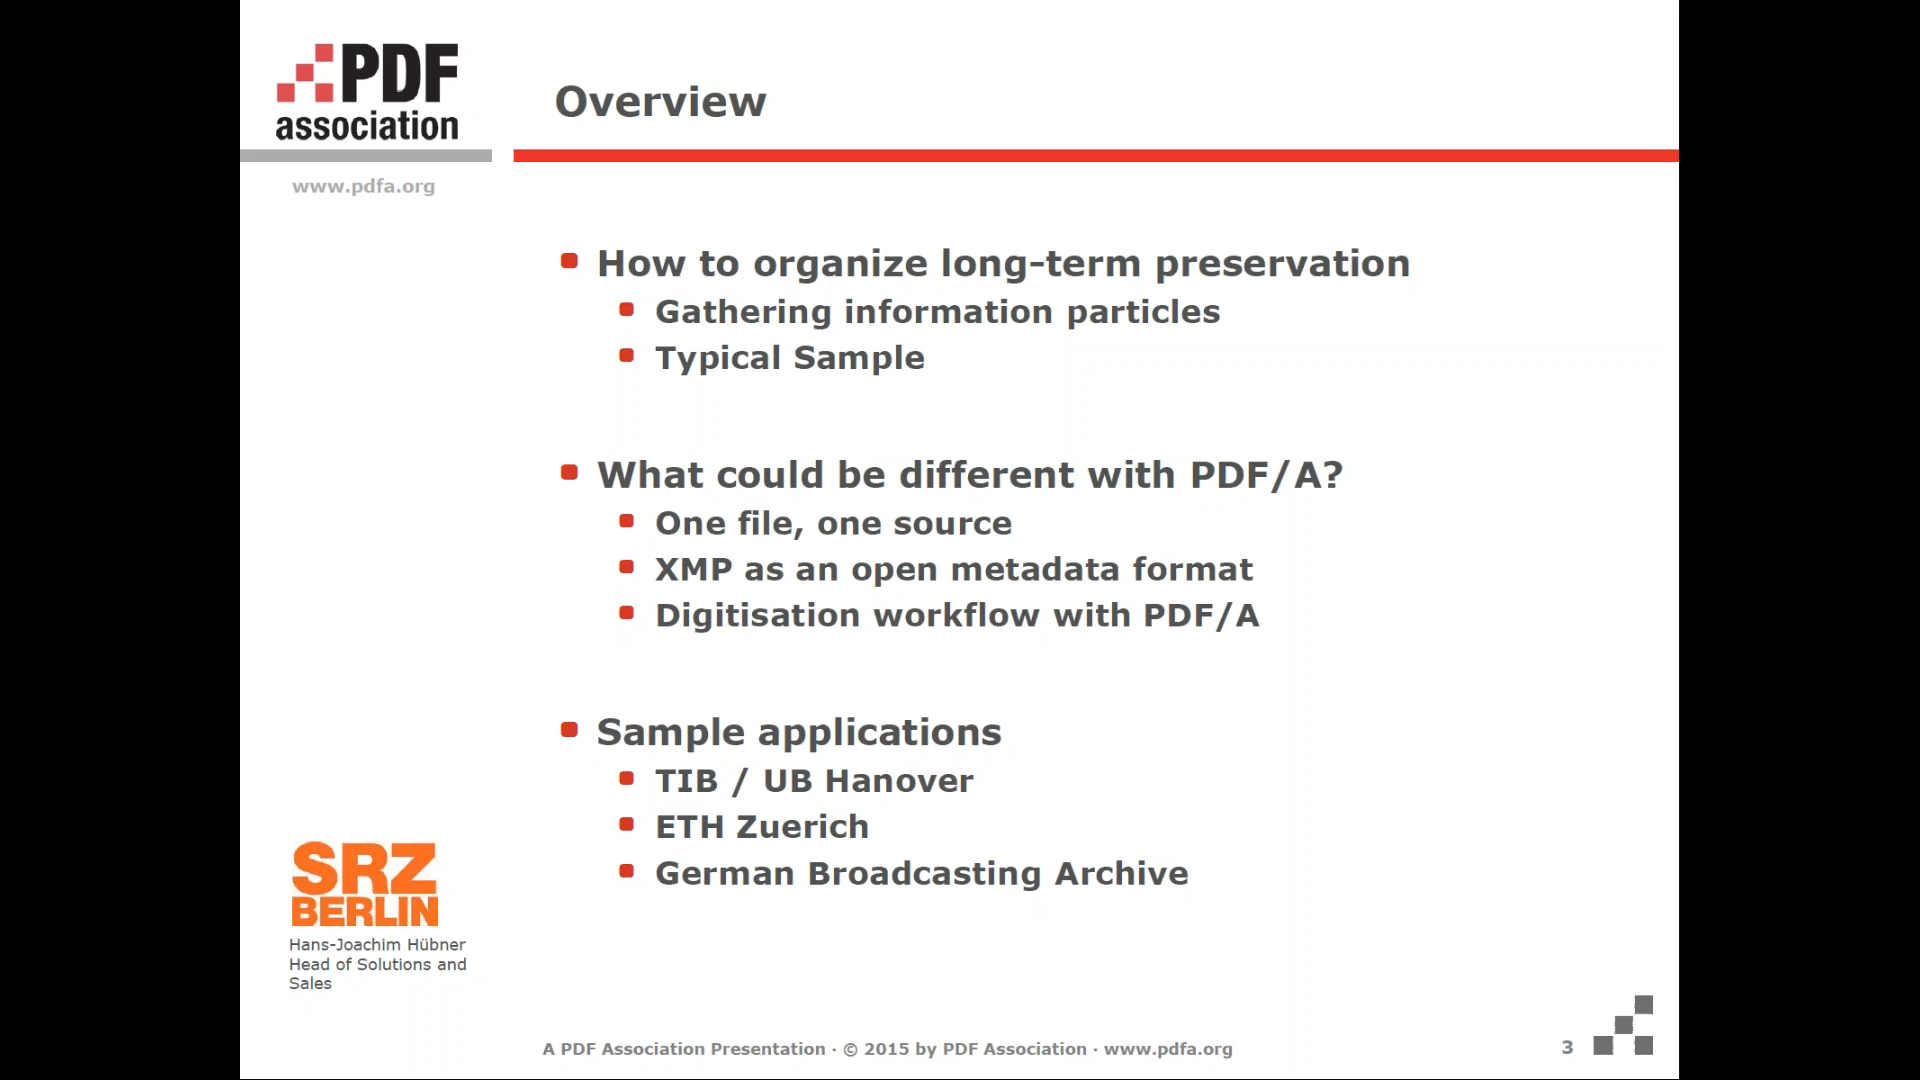 PDF
association
Overview
www.pdfa.org
How to organize long-term preservation
Gathering information particles
Typical Sample
What could be different with PDF/A?
One file, one source
XMP as an open metadata format
Digitisation workflow with PDF/A
Sample applications
TIB / UB Hanover
ETH Zuerich
German Broadcasting Archive
SRZ
BERLIN
Hans-Joachim Hübner
Head of Solutions and
Sales
A PDF Association Presentation · © 2015 by PDF Association · www.pdfa.org
3